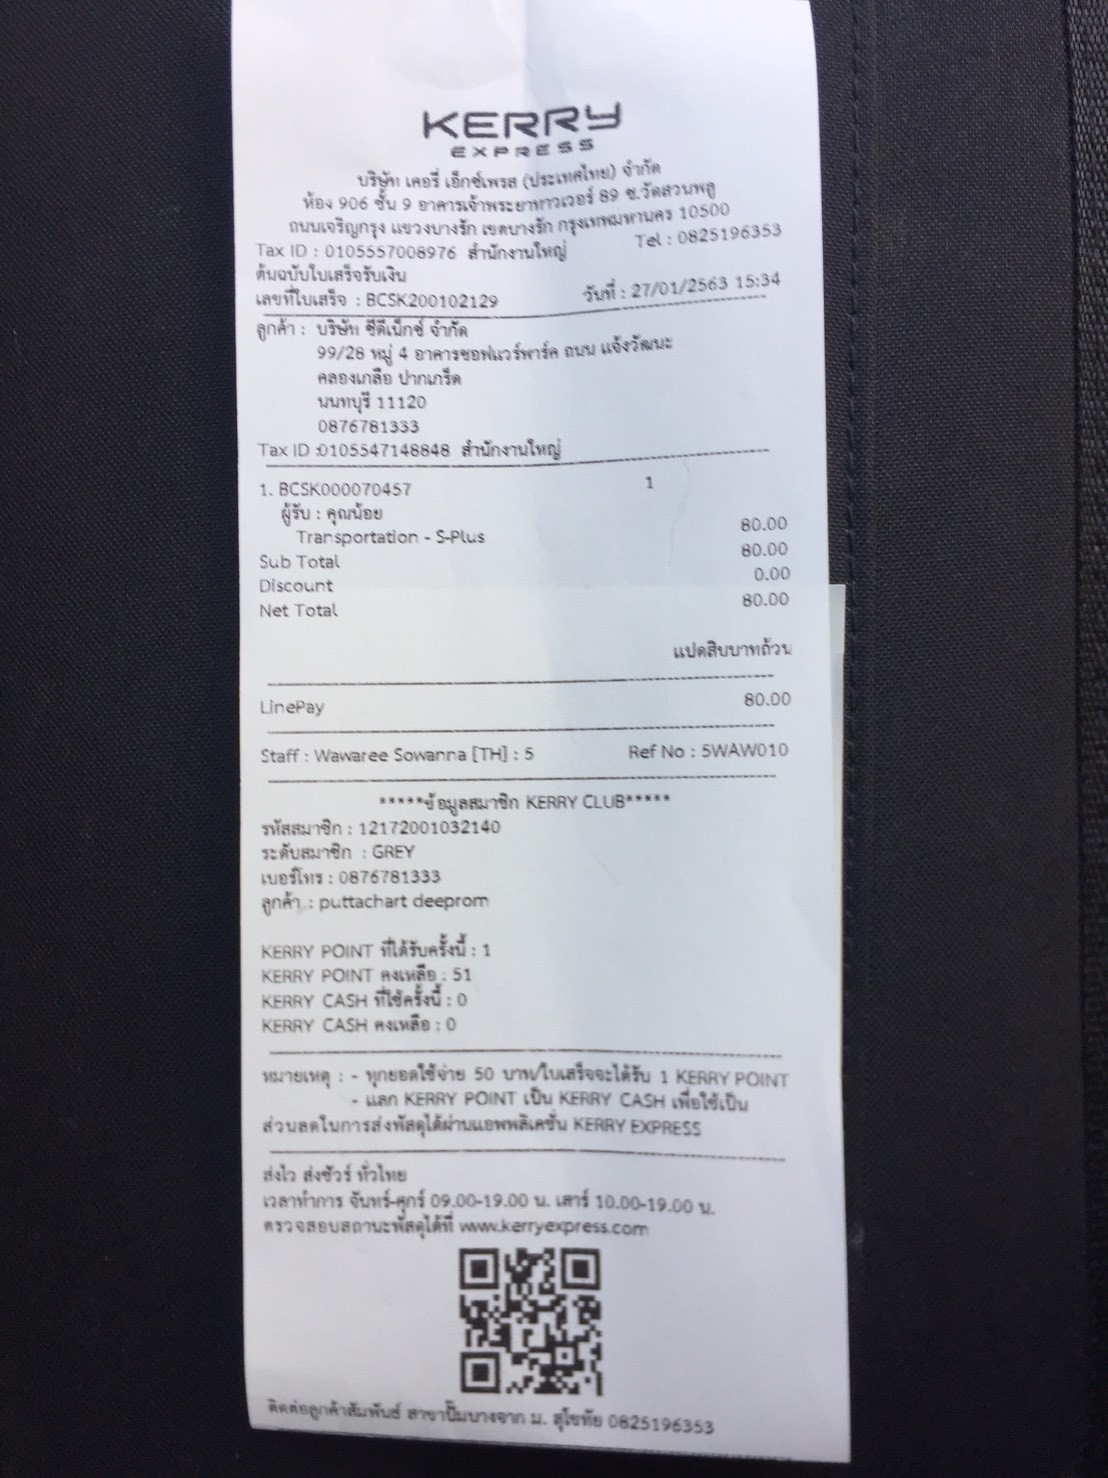 KERRY
EXPRESS
บริษัท เคอรี่ เอ็กซ์เพรส (ประเทศไทย) จำกัด
ห้อง 906 ชั้น 9 อาคารเจ้าพระยาทาวเวอร์ 89 ซ.วัดสวนพลู
ถนนเจริญกรุง แขวงบางรัก เขตบางรัก กรุงเทพมหานคร 10500
Tax ID : 0105557008976 สำนักงานใหญ่ Tel : 0825196353
ต้นฉบับใบเสร็จรับเงิน
เลขที่ใบเสร็จ : BCSK200102129 วันที่ : 27/01/2563 15:34
ลูกค้า : บริษัท ซีดีเน็กซ์ จำกัด
99/28 หมู่ 4 อาคารซอฟแวร์พาร์ค ถนน แจ้งวัฒนะ
คลองเกลือ ปากเกร็ด
นนทบุรี 11120
0876781333
Tax ID :0105547148848 สำนักงานใหญ่
1. BCSK000070457 1
ผู้รับ : คุณน้อย
Transportation - S-Plus 80.00
Sub Total 80.00
Discount 0.00
Net Total 80.00
แปดสิบบาทถ้วน
LinePay 80.00
Staff : Wawaree Sowanna [TH] : 5 Ref No : 5WAW010
*****ข้อมูลสมาชิก KERRY CLUB*****
รหัสสมาชิก : 12172001032140
ระดับสมาชิก : GREY
เบอร์โทร : 0876781333
ลูกค้า : puttachart deeprom
KERRY POINT ที่ได้รับครั้งนี้ : 1
KERRY POINT คงเหลือ : 51
KERRY CASH ที่ใช้ครั้งนี้ : 0
KERRY CASH คงเหลือ : 0
หมายเหตุ : - ทุกยอดใช้จ่าย 50 บาท/ใบเสร็จจะได้รับ 1 KERRY POINT
- แลก KERRY POINT เป็น KERRY CASH เพื่อใช้เป็น
ส่วนลดในการส่งพัสดุได้ผ่านแอพพลิเคชั่น KERRY EXPRESS
ส่งไว ส่งชัวร์ ทั่วไทย
เวลาทำการ จันทร์-ศุกร์ 09.00-19.00 น. เสาร์ 10.00-19.00 น.
ตรวจสอบสถานะพัสดุได้ที่ www.kerryexpress.com
ติดต่อลูกค้าสัมพันธ์ สาขาปั๊มบางจาก ม. สุโขทัย 0825196353